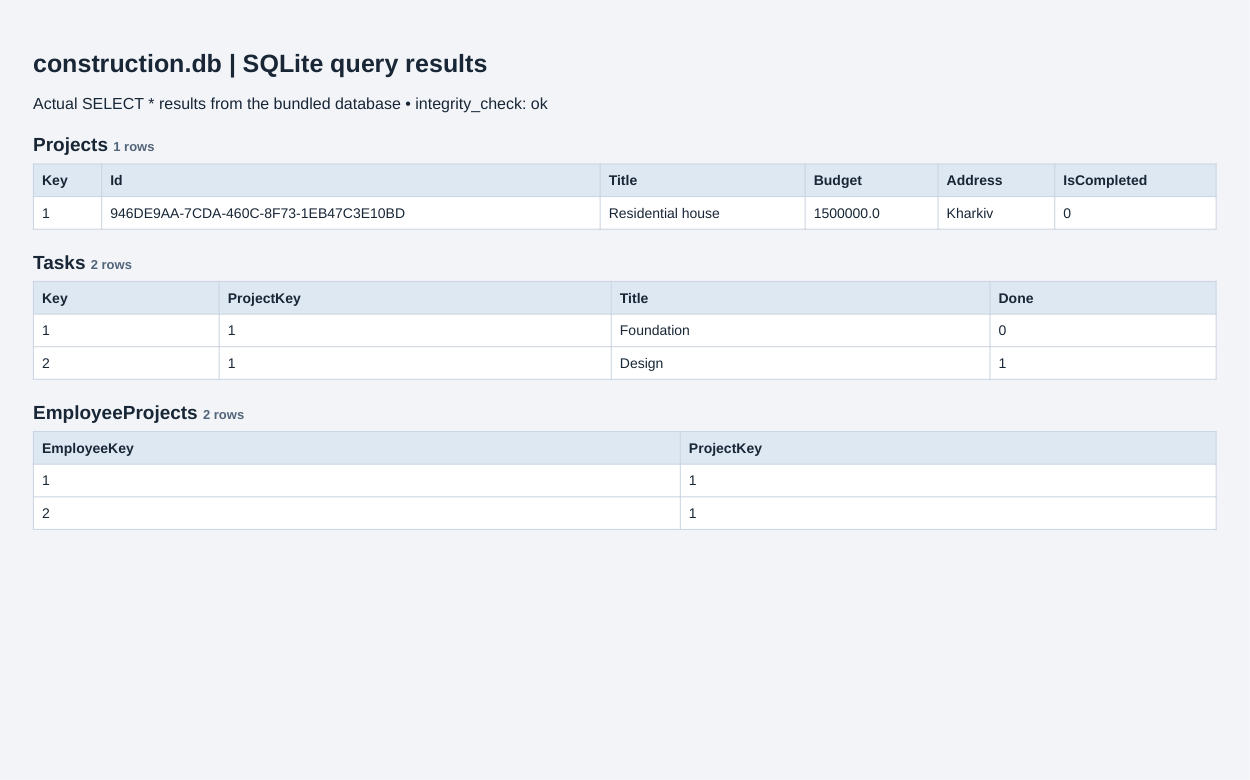 construction.db | SQLite query results
Actual SELECT * results from the bundled database • integrity_check: ok
Projects 1 rows
Key Id Title Budget Address IsCompleted
1 946DE9AA-7CDA-460C-8F73-1EB47C3E10BD Residential house 1500000.0 Kharkiv 0
Tasks 2 rows
Key ProjectKey Title Done
1 1 Foundation 0
2 1 Design 1
EmployeeProjects 2 rows
EmployeeKey ProjectKey
1 1
2 1